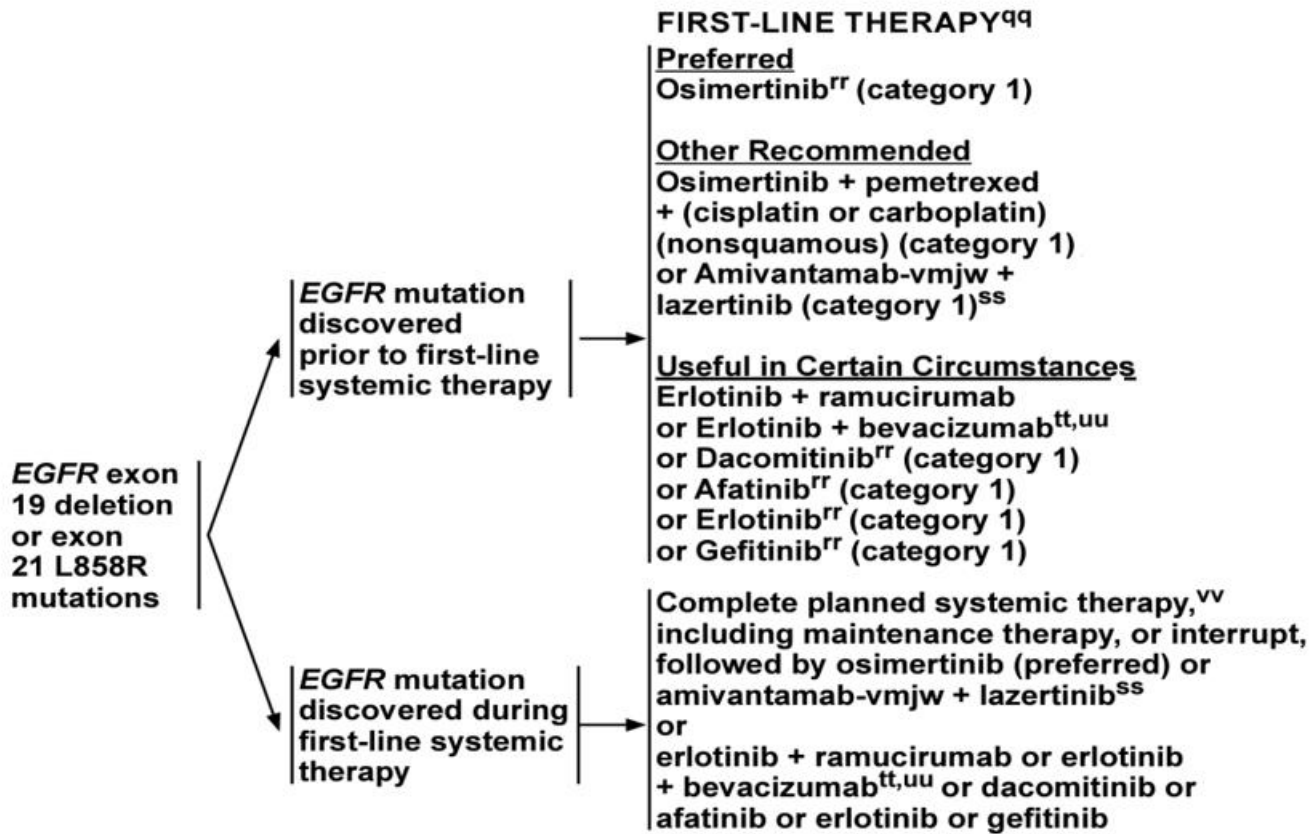 FIRST-LINE THERAPYqq
Preferred
Osimertinibrr (category 1)
Other Recommended
Osimertinib + pemetrexed
+ (cisplatin or carboplatin)
(nonsquamous) (category 1)
or Amivantamab-vmjw +
lazertinib (category 1)ss
Useful in Certain Circumstances
Erlotinib + ramucirumab
or Erlotinib + bevacizumabtt,uu
or Dacomitinibrr (category 1)
or Afatinibrr (category 1)
or Erlotinibrr (category 1)
or Gefitinibrr (category 1)
EGFR mutation
discovered
prior to first-line
systemic therapy
EGFR exon
19 deletion
or exon
21 L858R
mutations
EGFR mutation
discovered during
first-line systemic
therapy
Complete planned systemic therapy,vv
including maintenance therapy, or interrupt,
followed by osimertinib (preferred) or
amivantamab-vmjw + lazertinibss
or
erlotinib + ramucirumab or erlotinib
+ bevacizumabtt,uu or dacomitinib or
afatinib or erlotinib or gefitinib